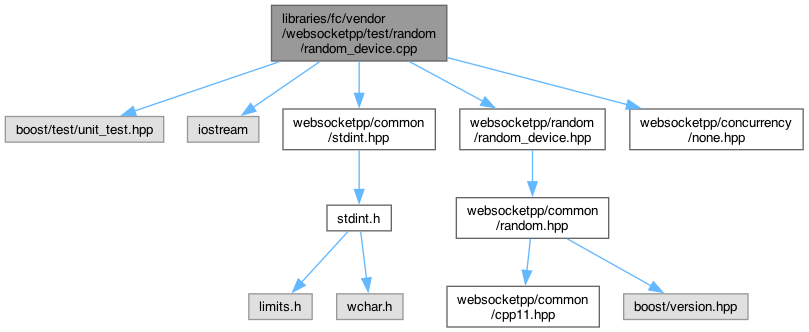 libraries/fc/vendor
/websocketpp/test/random
/random_device.cpp
boost/test/unit_test.hpp
iostream
websocketpp/common
/stdint.hpp
websocketpp/random
/random_device.hpp
websocketpp/concurrency
/none.hpp
stdint.h
websocketpp/common
/random.hpp
limits.h
wchar.h
websocketpp/common
/cpp11.hpp
boost/version.hpp